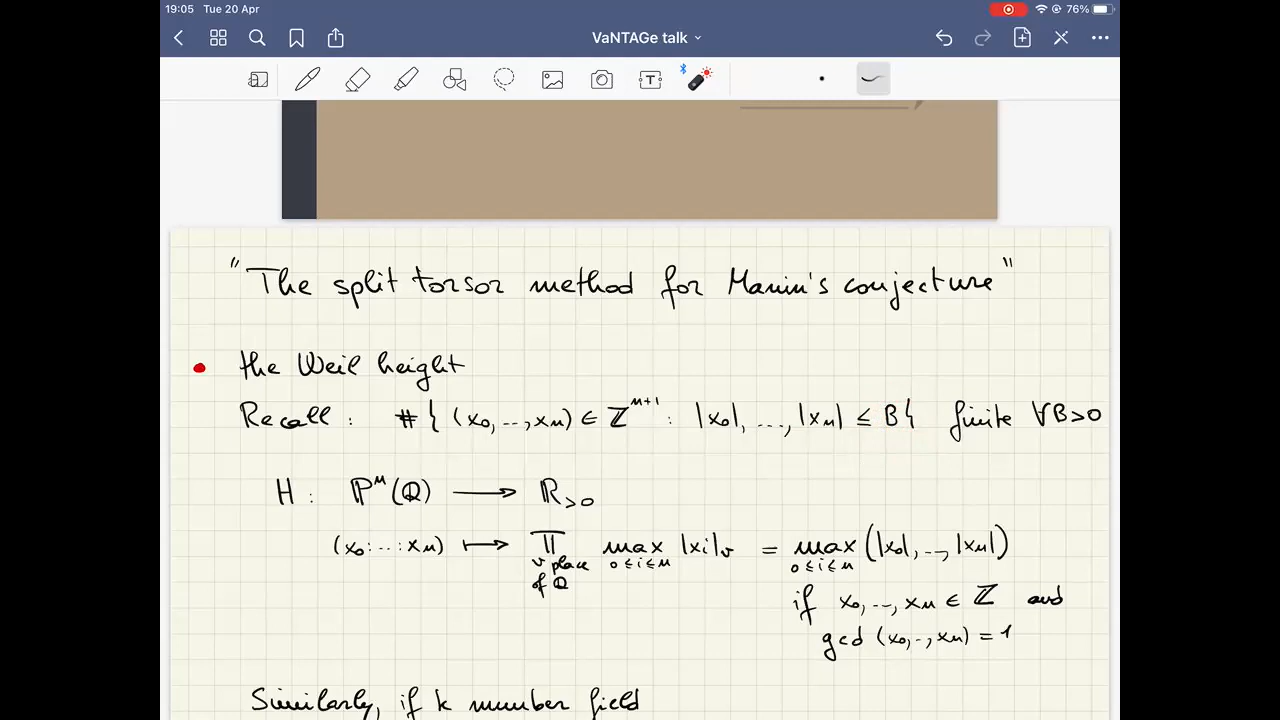 19:05 Tue 20 Apr 76%
VaNTAGe talk
"The split torsor method for Manin's conjecture"
• the Weil height
Recall : # { (x₀, .., xₙ) ∈ ℤⁿ⁺¹ : |x₀|, ..., |xₙ| ≤ B } finite ∀B>0
H : ℙⁿ(ℚ) ⟶ ℝ>₀
(x₀: ... : xₙ) ⟼ ∏ max |xᵢ|ᵥ = max (|x₀|, .., |xₙ|)
v place 0≤i≤n 0≤i≤n
of ℚ if x₀, .., xₙ ∈ ℤ and
gcd (x₀, .., xₙ) = 1
Similarly, if k number field